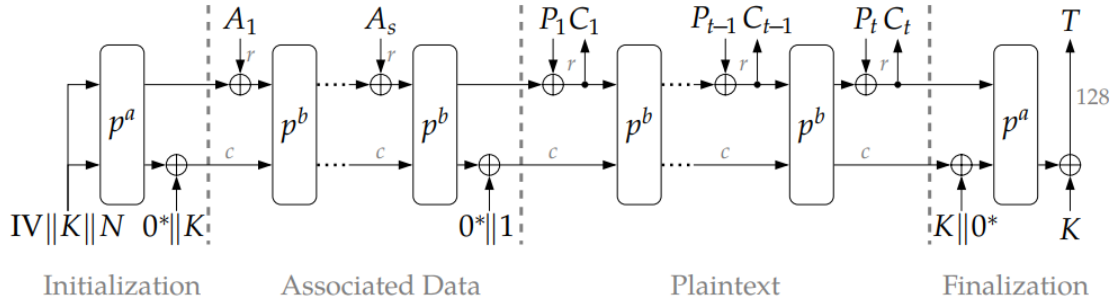 A₁ Aₛ P₁ C₁ Pₜ₋₁ Cₜ₋₁ Pₜ Cₜ T
r r r r r
128
pᵃ pᵇ pᵇ pᵇ pᵇ pᵃ
c c c c c
IV‖K‖N 0*‖K 0*‖1 K‖0* K
Initialization Associated Data Plaintext Finalization